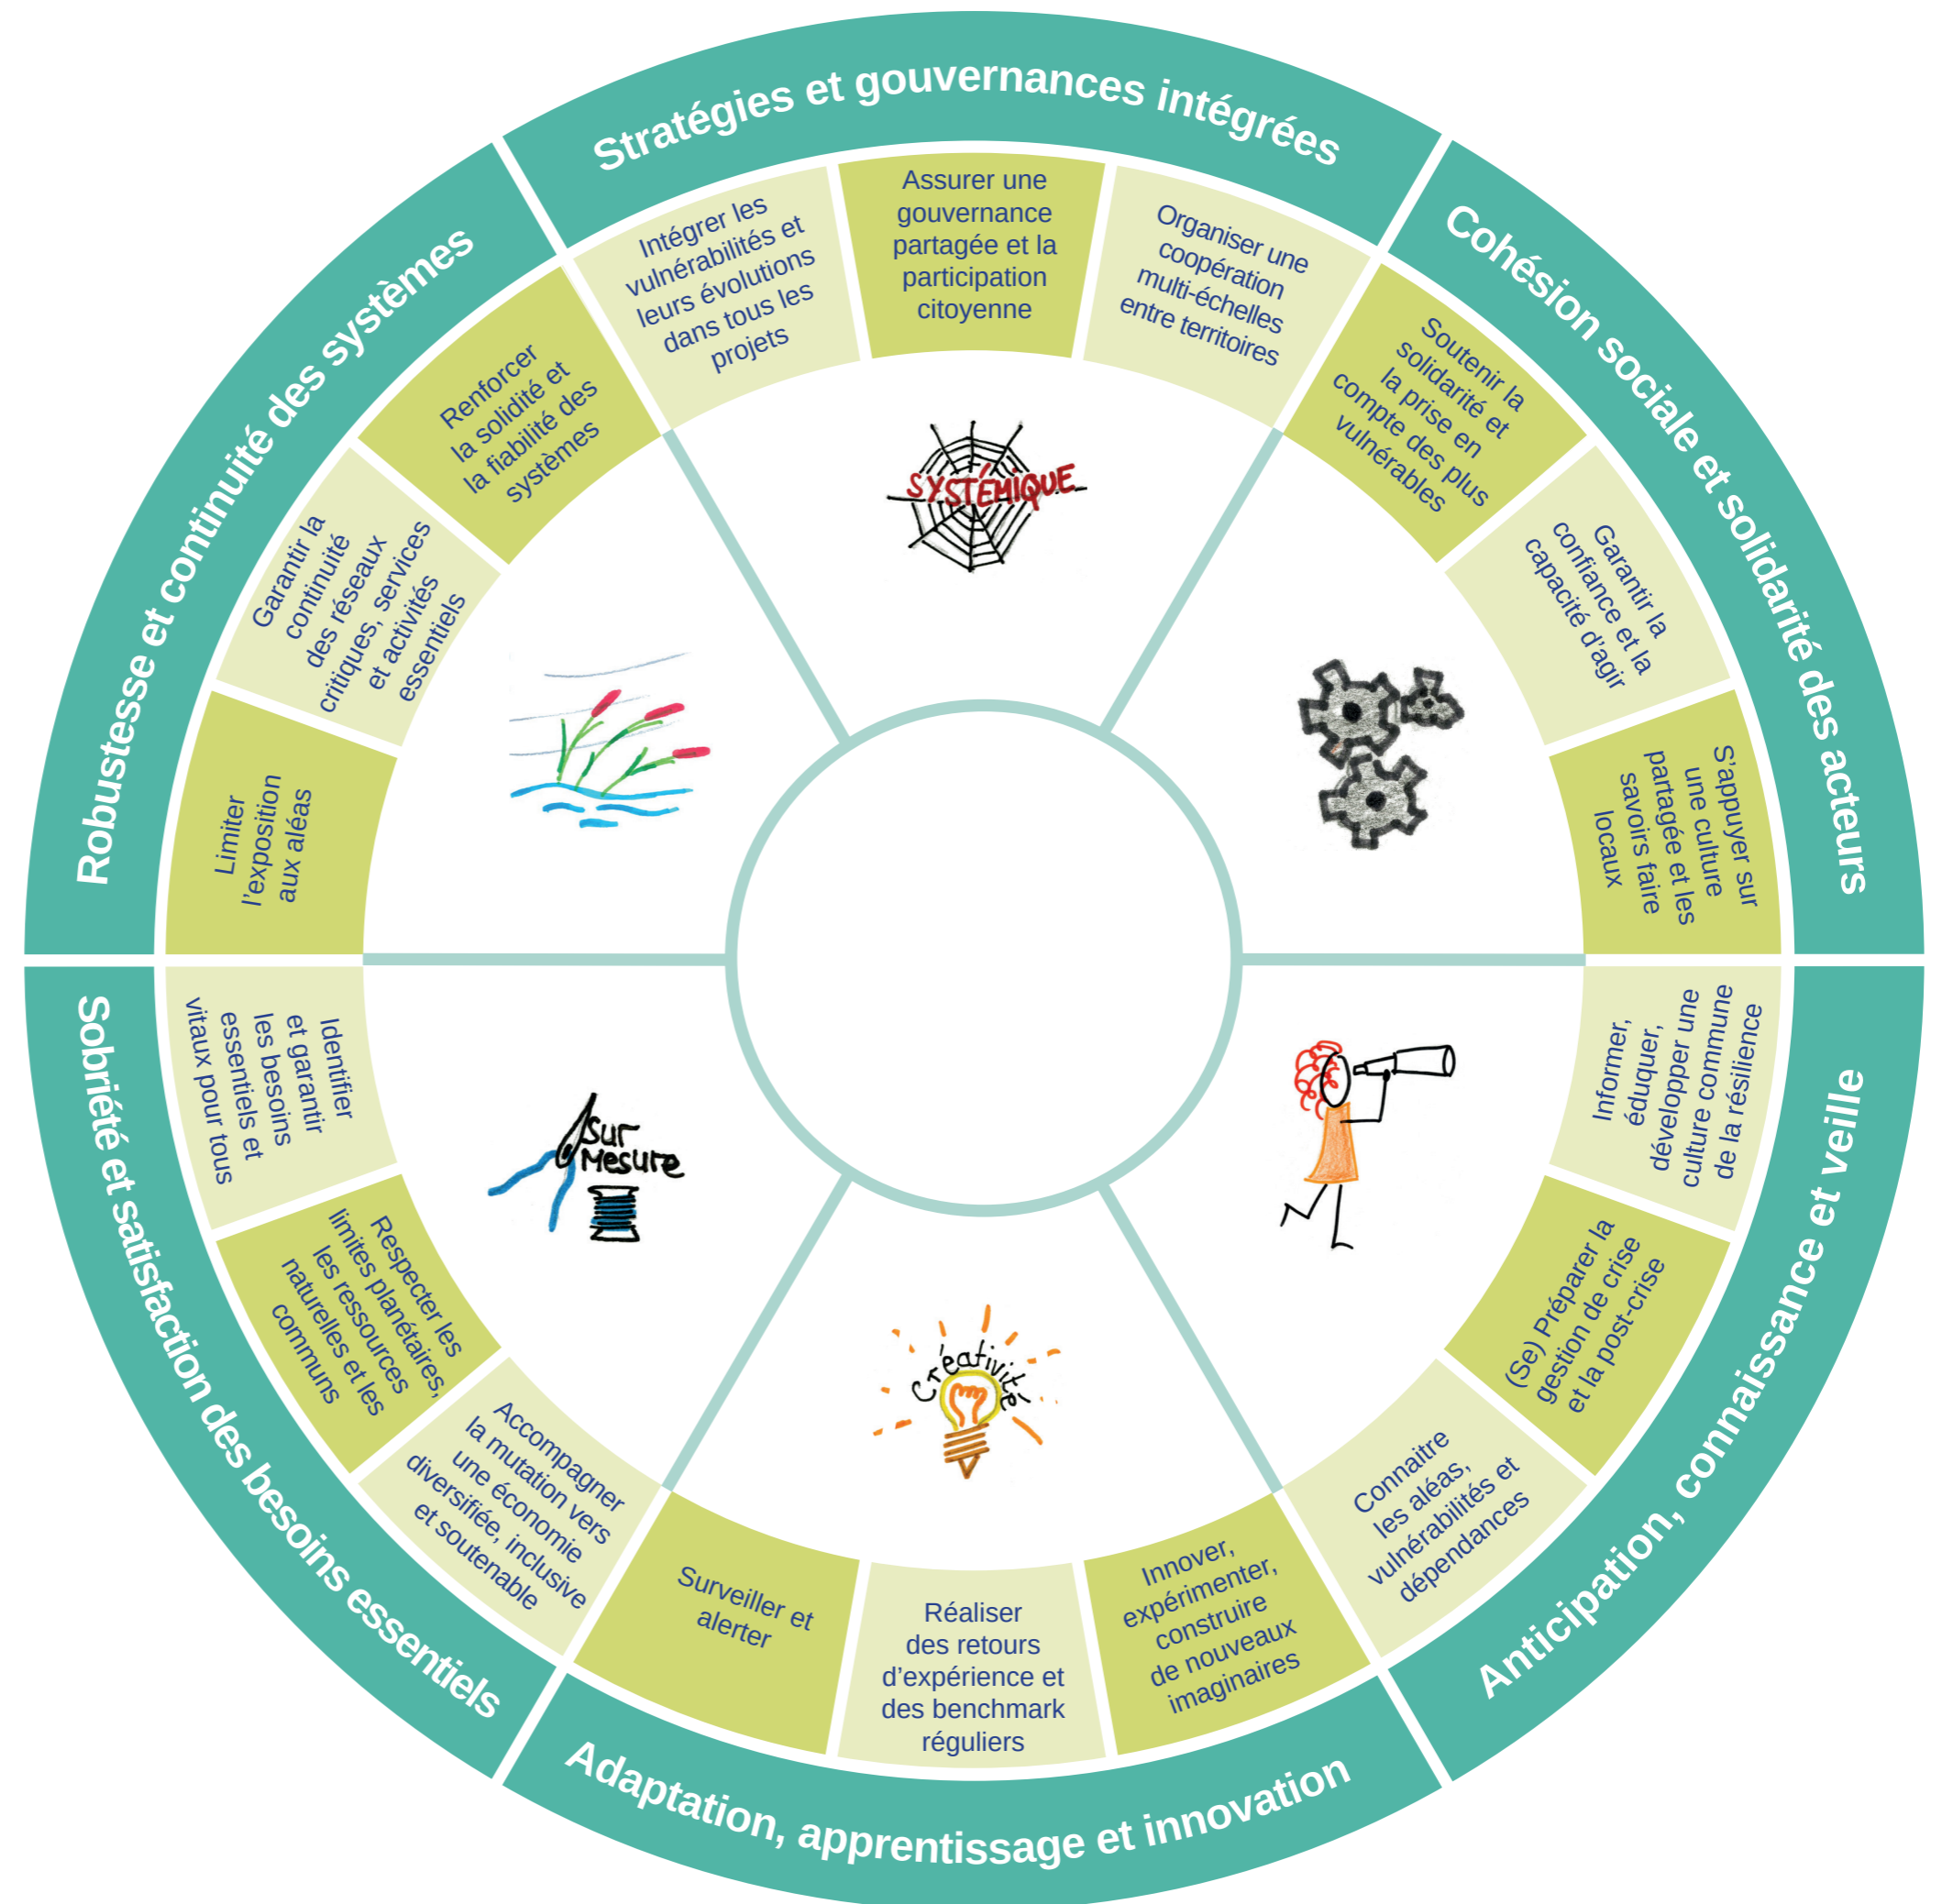 Stratégies et gouvernances intégrées
Intégrer les
vulnérabilités et
leurs évolutions
dans tous les
projets
Assurer une
gouvernance
partagée et la
participation
citoyenne
Organiser une
coopération
multi-échelles
entre territoires
SYSTÉMIQUE
Cohésion sociale et solidarité des acteurs
Soutenir la
solidarité et
la prise en
compte des plus
vulnérables
Garantir la
confiance et la
capacité d'agir
S'appuyer sur
une culture
partagée et les
savoirs faire
locaux
Anticipation, connaissance et veille
Informer,
éduquer,
développer une
culture commune
de la résilience
(Se) Préparer la
gestion de crise
et la post-crise
Connaitre
les aléas,
vulnérabilités et
dépendances
Adaptation, apprentissage et innovation
Innover,
expérimenter,
construire
de nouveaux
imaginaires
Réaliser
des retours
d'expérience et
des benchmark
réguliers
Surveiller et
alerter
Créativité
Sobriété et satisfaction des besoins essentiels
Accompagner
la mutation vers
une économie
diversifiée, inclusive
et soutenable
Respecter les
limites planétaires,
les ressources
naturelles et les
communs
Identifier
et garantir
les besoins
essentiels et
vitaux pour tous
Sur
Mesure
Robustesse et continuité des systèmes
Limiter
l'exposition
aux aléas
Garantir la
continuité
des réseaux
critiques, services
et activités
essentiels
Renforcer
la solidité et
la fiabilité des
systèmes